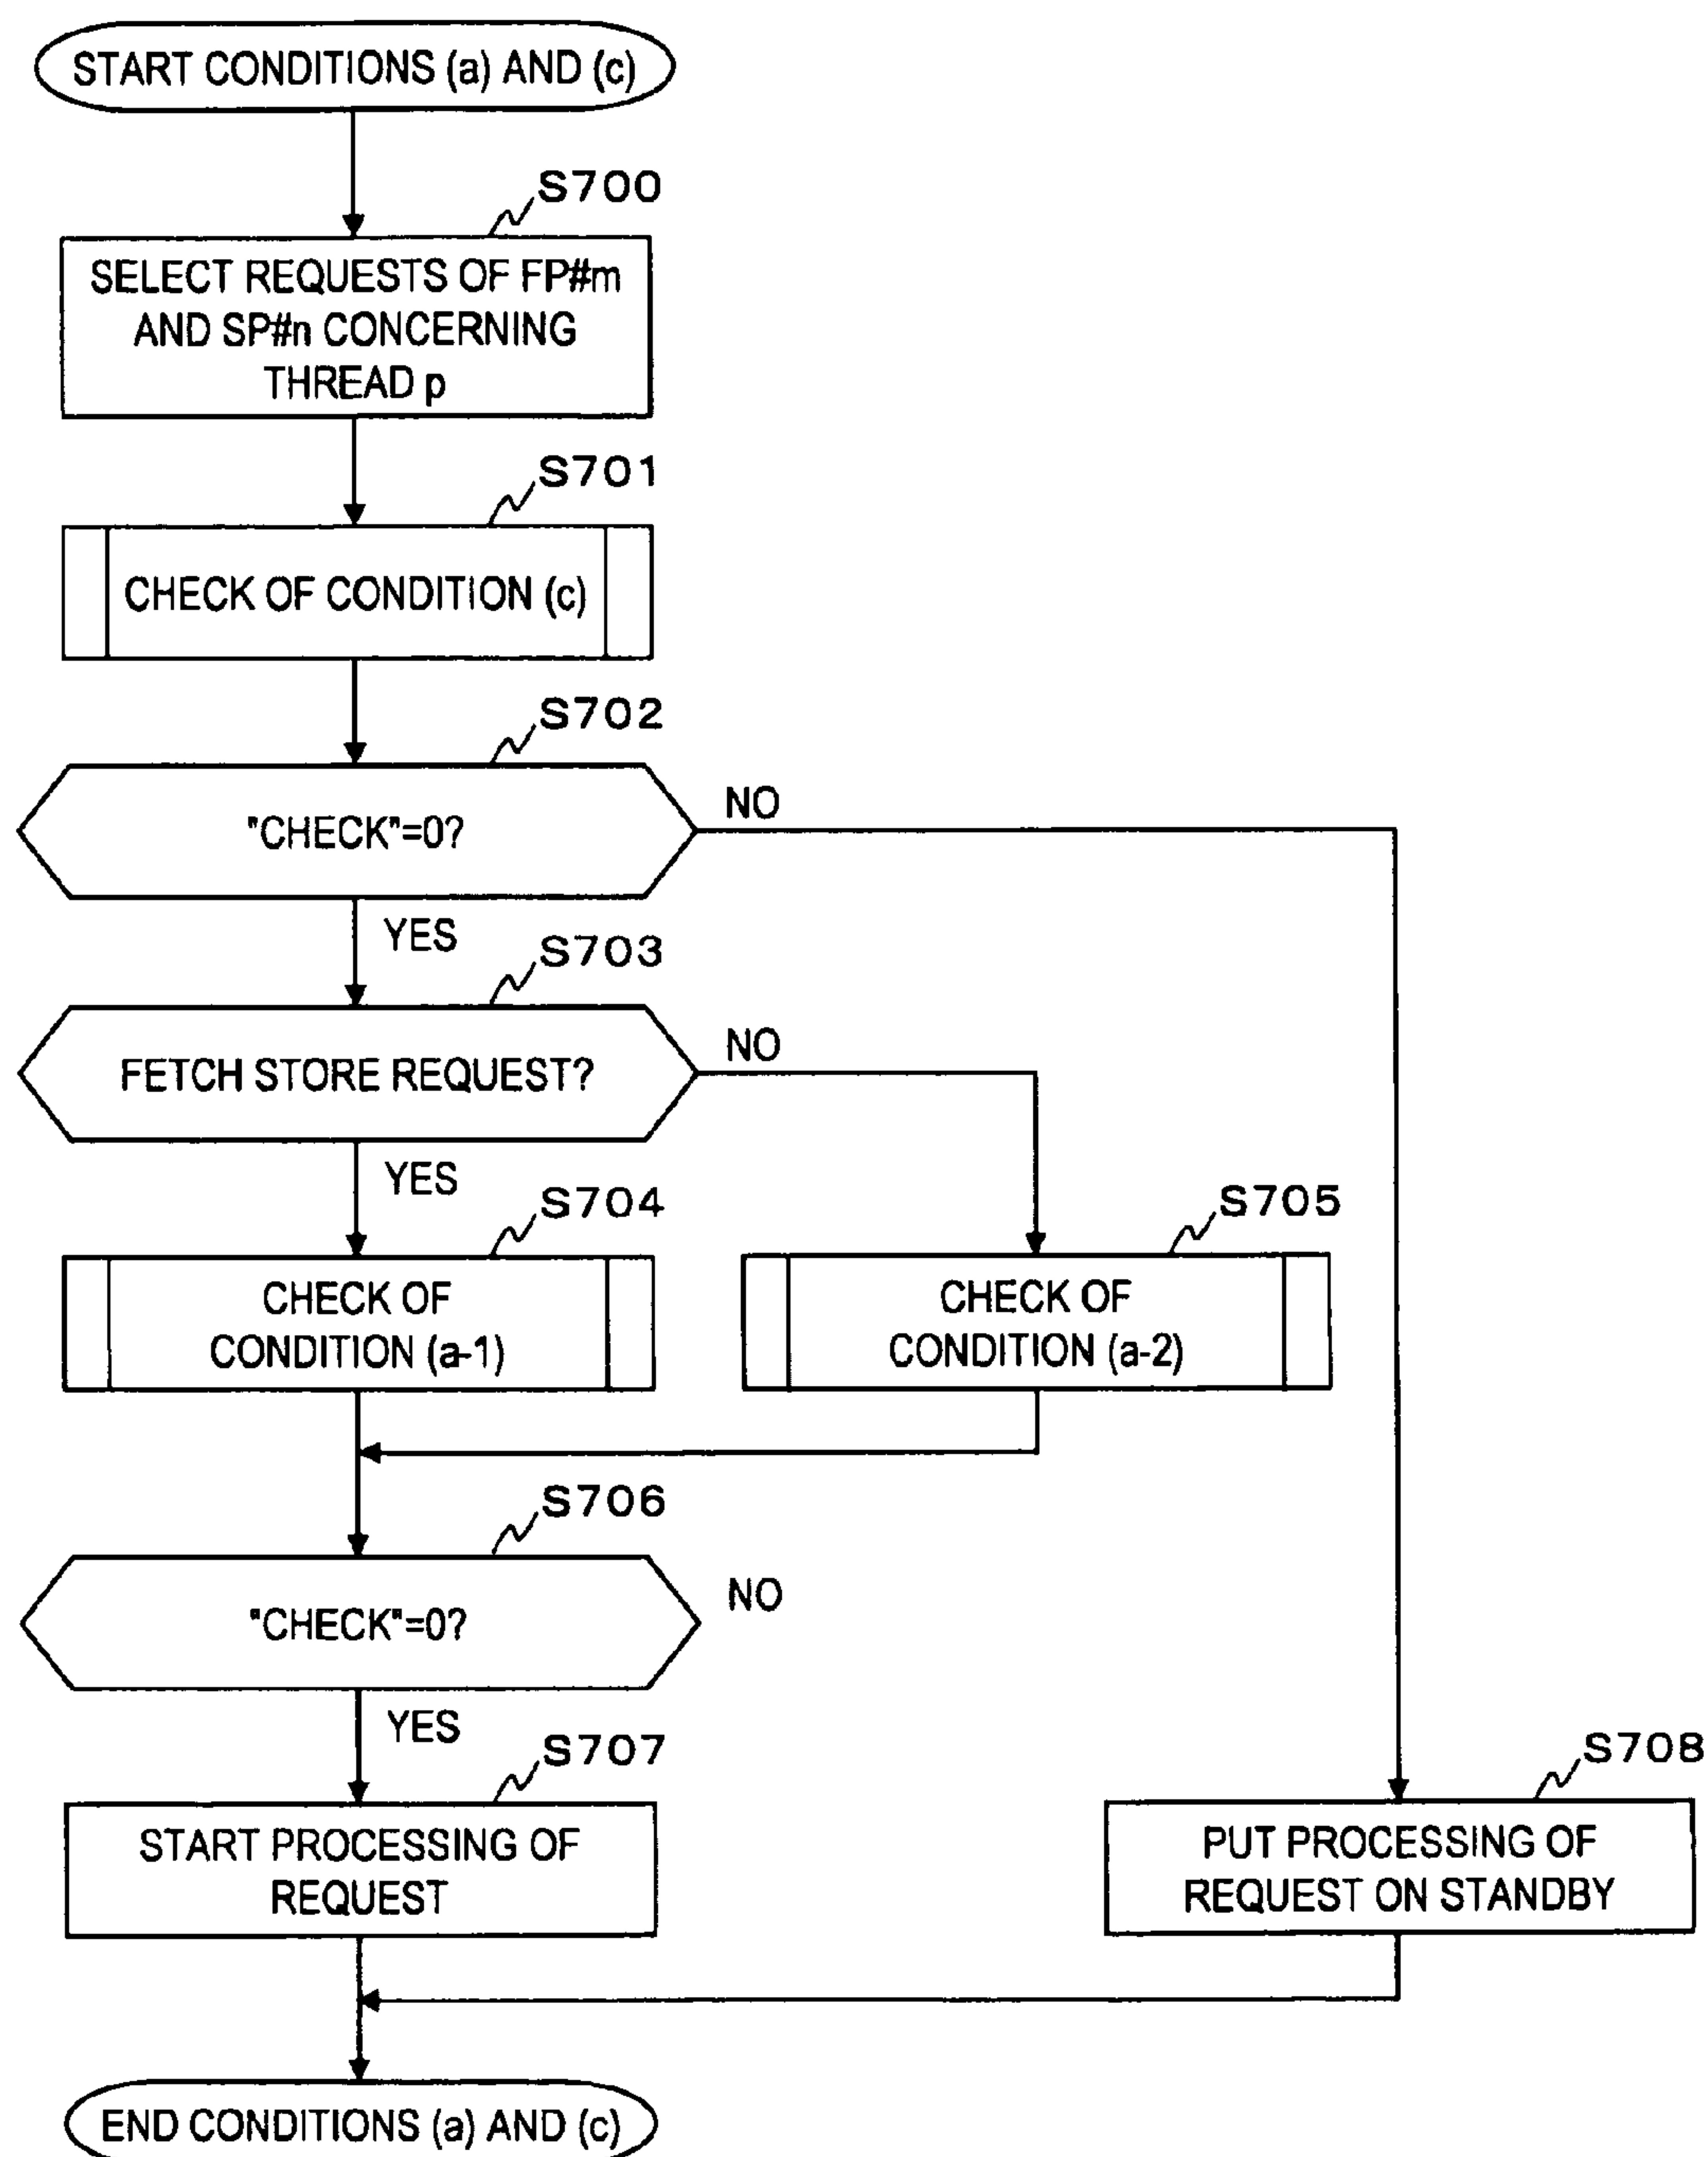 START CONDITIONS (a) AND (c)
S700
SELECT REQUESTS OF FP#m
AND SP#n CONCERNING
THREAD p
S701
CHECK OF CONDITION (c)
S702
"CHECK"=0?
NO
YES
S703
FETCH STORE REQUEST?
NO
YES
S704
CHECK OF
CONDITION (a-1)
S705
CHECK OF
CONDITION (a-2)
S706
"CHECK"=0?
NO
YES
S707
START PROCESSING OF
REQUEST
S708
PUT PROCESSING OF
REQUEST ON STANDBY
END CONDITIONS (a) AND (c)